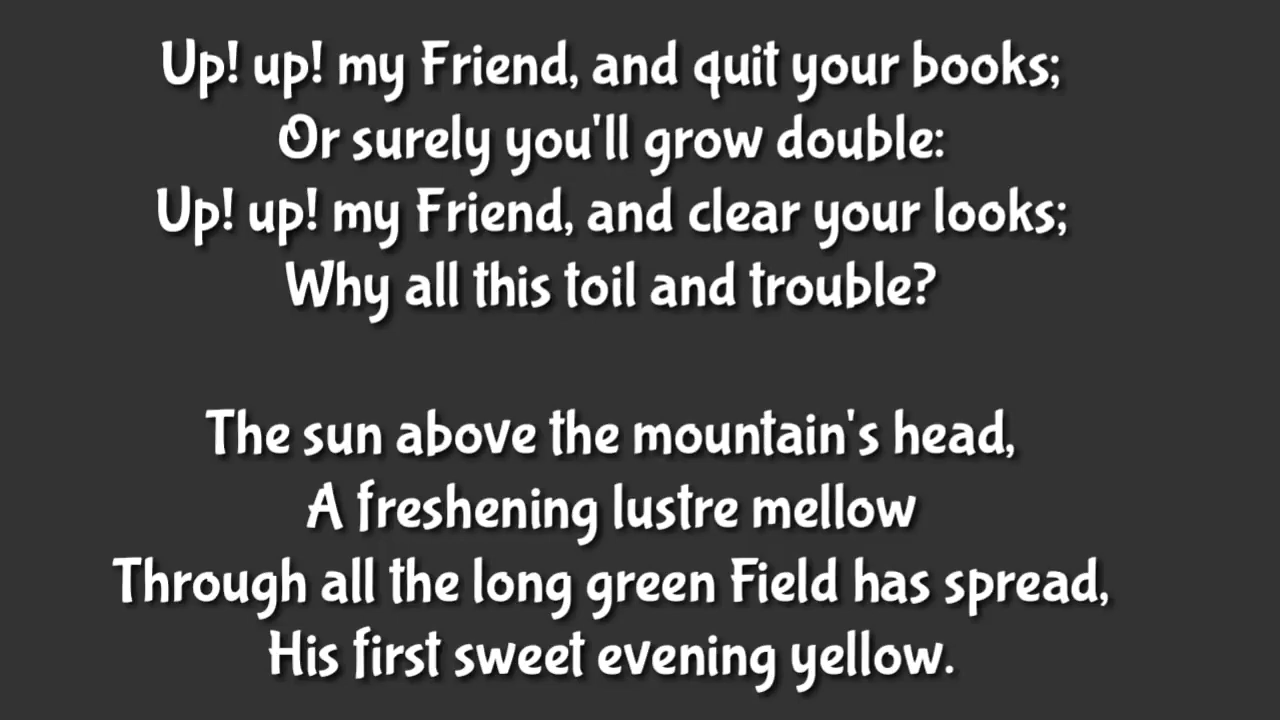 Up! up! my Friend, and quit your books;
Or surely you'll grow double:
Up! up! my Friend, and clear your looks;
Why all this toil and trouble?

The sun above the mountain's head,
A freshening lustre mellow
Through all the long green Field has spread,
His first sweet evening yellow.